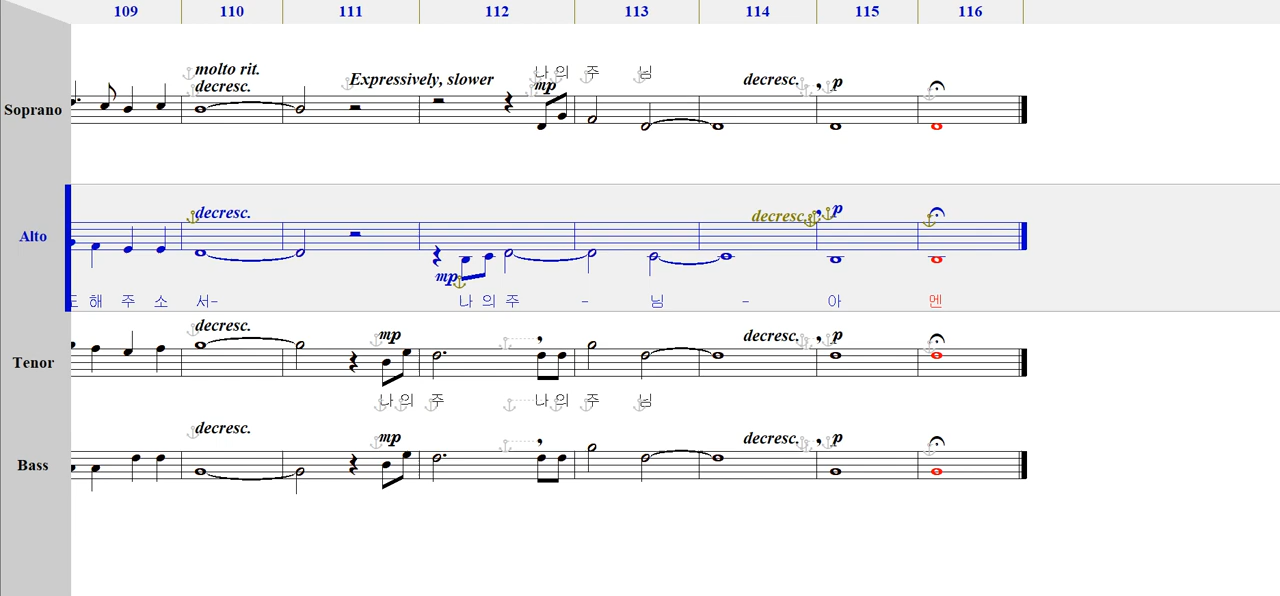 109 110 111 112 113 114 115 116
molto rit.
decresc.
Expressively, slower
나의 주 님
mp
decresc.
p
Soprano
decresc.
decresc.
p
Alto
mp
도 해 주 소 서- 나 의 주 - 님 - 아 멘
decresc.
mp
decresc.
p
Tenor
나의 주 나의 주 님
decresc.
mp
decresc.
p
Bass